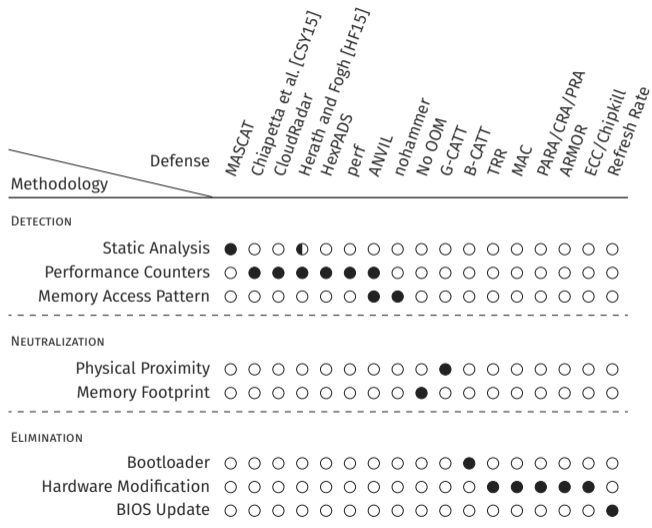 Defense
Methodology
MASCAT
Chiapetta et al. [CSY15]
CloudRadar
Herath and Fogh [HF15]
HexPADS
perf
ANVIL
nohammer
No OOM
G-CATT
B-CATT
TRR
MAC
PARA/CRA/PRA
ARMOR
ECC/Chipkill
Refresh Rate
DETECTION
Static Analysis
Performance Counters
Memory Access Pattern
NEUTRALIZATION
Physical Proximity
Memory Footprint
ELIMINATION
Bootloader
Hardware Modification
BIOS Update